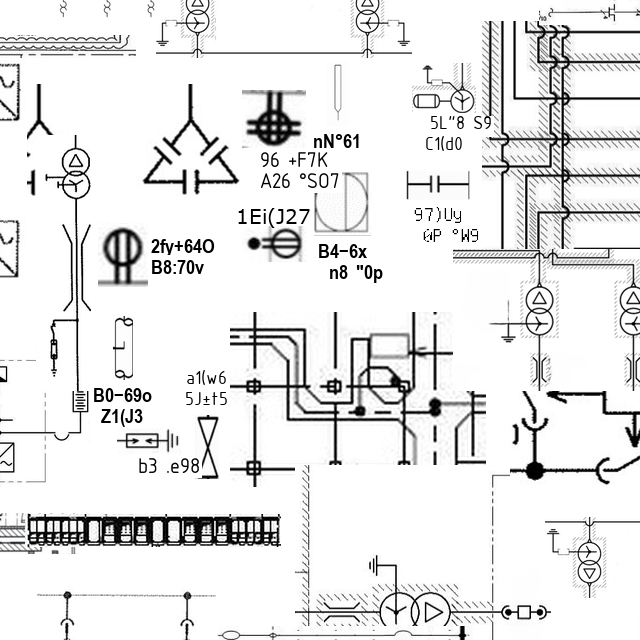 5L"8 S9
C1(d0
nN°61
96 +F7K
A26 °SO7
97)Uy
QP °W9
1Ei(J27
2fy+64O
B8:70v
B4-6x
n8 "0p
a1(w6
5J±t5
B0-69o
Z1(J3
b3 .e98